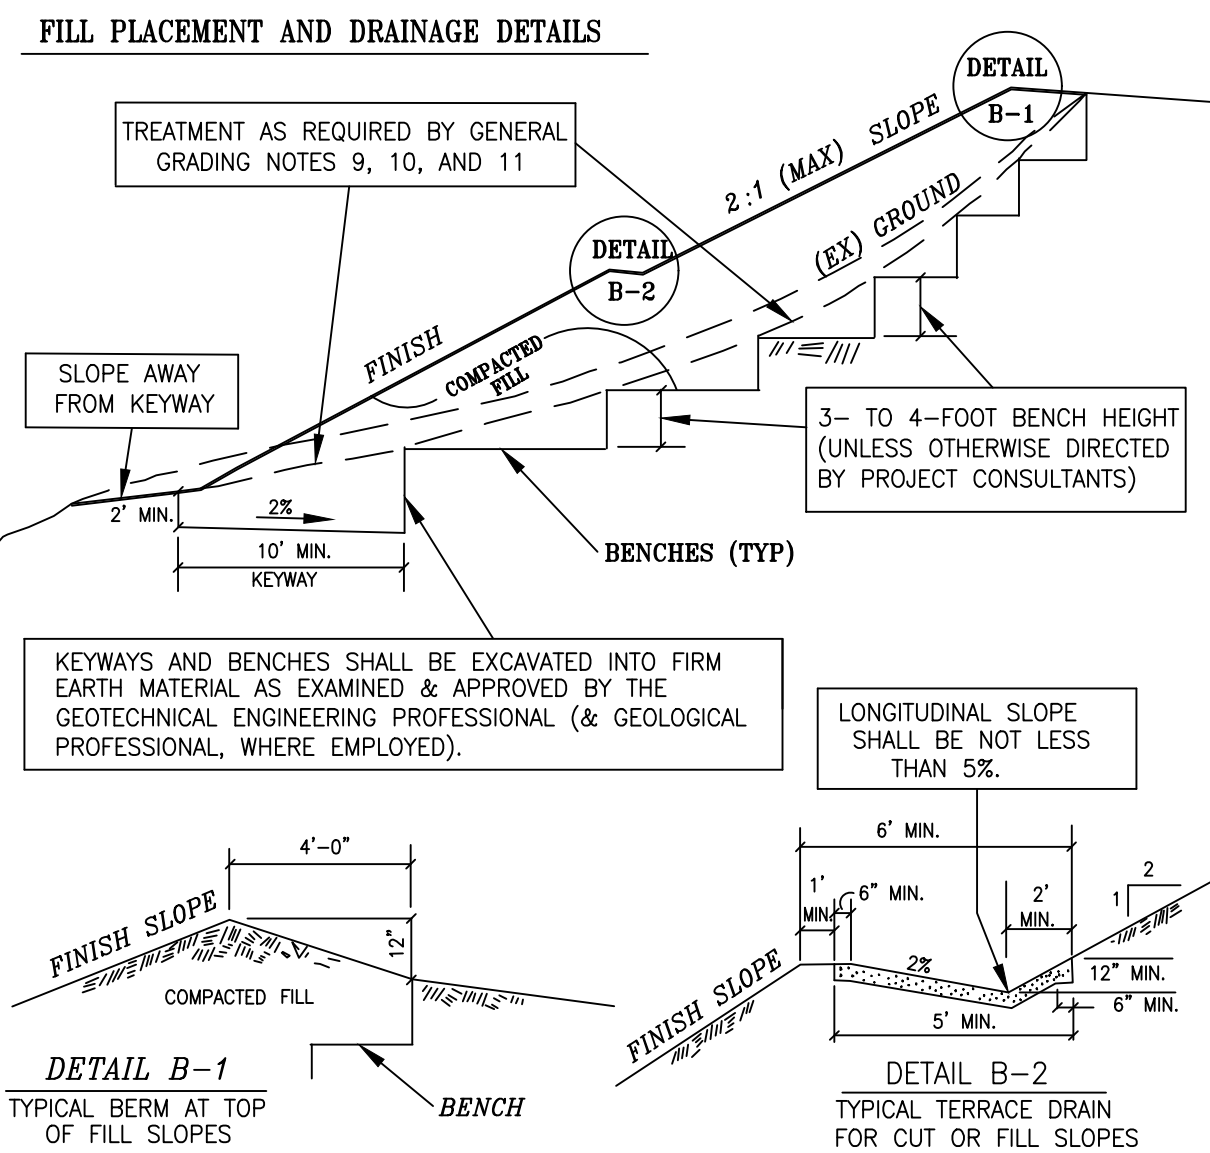 FILL PLACEMENT AND DRAINAGE DETAILS
DETAIL
B-1
TREATMENT AS REQUIRED BY GENERAL
GRADING NOTES 9, 10, AND 11
2:1 (MAX) SLOPE
(EX) GROUND
DETAIL
B-2
FINISH
COMPACTED
FILL
SLOPE AWAY
FROM KEYWAY
3- TO 4-FOOT BENCH HEIGHT
(UNLESS OTHERWISE DIRECTED
BY PROJECT CONSULTANTS)
2' MIN.
2%
10' MIN.
KEYWAY
BENCHES (TYP)
KEYWAYS AND BENCHES SHALL BE EXCAVATED INTO FIRM
EARTH MATERIAL AS EXAMINED & APPROVED BY THE
GEOTECHNICAL ENGINEERING PROFESSIONAL (& GEOLOGICAL
PROFESSIONAL, WHERE EMPLOYED).
LONGITUDINAL SLOPE
SHALL BE NOT LESS
THAN 5%.
4'-0"
FINISH SLOPE
12"
COMPACTED FILL
DETAIL B-1
TYPICAL BERM AT TOP
OF FILL SLOPES
BENCH
6' MIN.
1'
MIN.
6" MIN.
2'
MIN.
2
1
FINISH SLOPE
2%
12" MIN.
6" MIN.
5' MIN.
DETAIL B-2
TYPICAL TERRACE DRAIN
FOR CUT OR FILL SLOPES